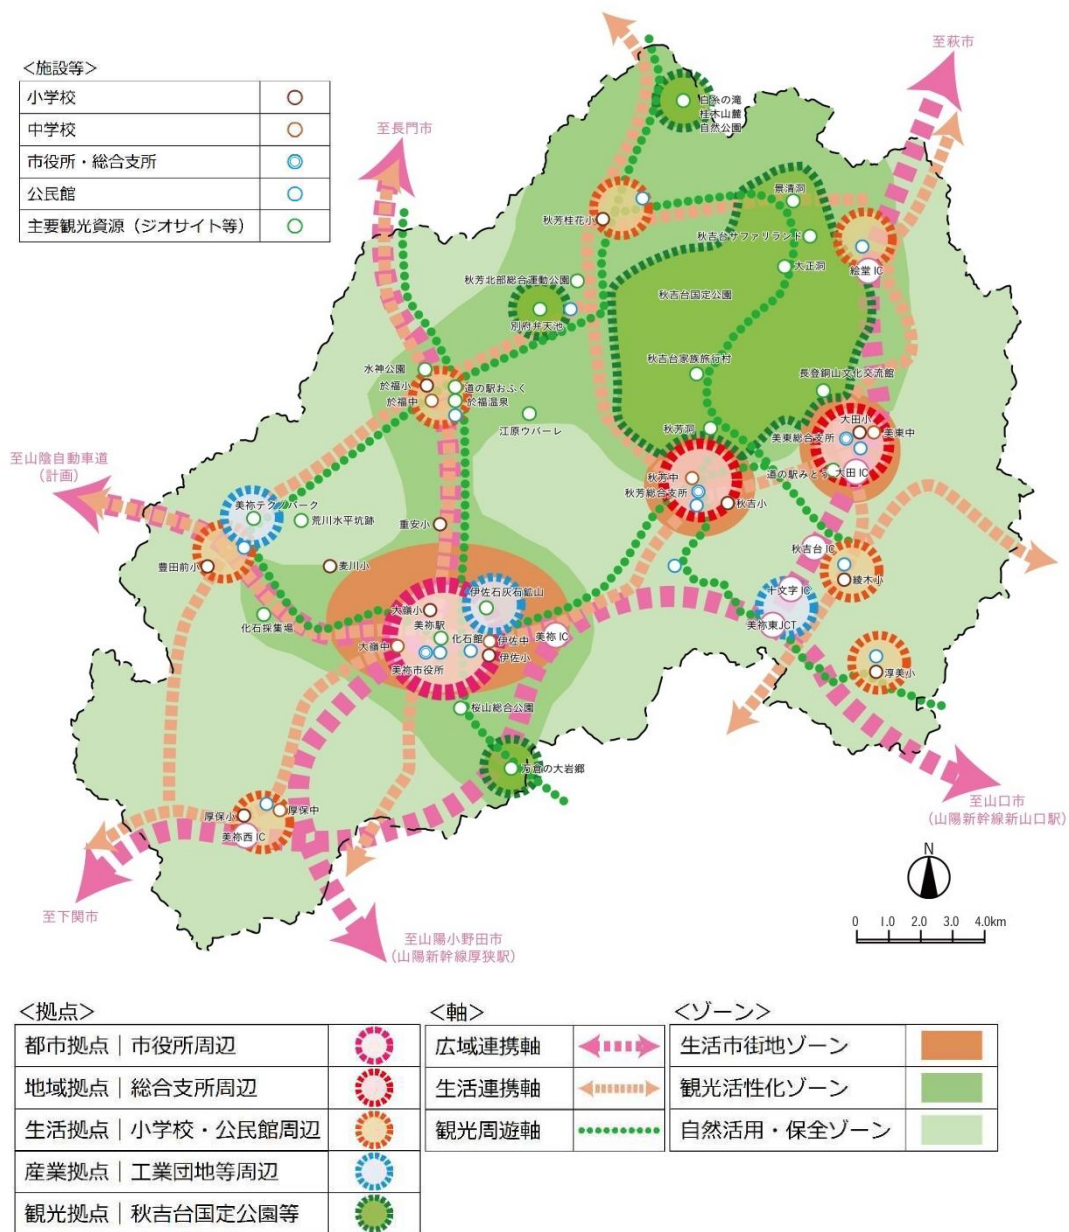 <施設等>
小学校
中学校
市役所・総合支所
公民館
主要観光資源（ジオサイト等）
至萩市
至長門市
白糸の滝
桂木山麓
自然公園
景清洞
秋芳桂花小
秋吉台サファリランド
絵堂 IC
大正洞
秋芳北部総合運動公園
秋吉台国定公園
別府弁天池
水神公園
秋吉台家族旅行村
於福小
道の駅おふく
長登銅山文化交流館
於福中
於福温泉
江原ウバーレ
秋芳洞
大田小
美東総合支所
美東中
至山陰自動車道
（計画）
道の駅みとう
大田 IC
秋芳中
秋芳総合支所
秋吉小
美祢テクノパーク
荒川水平坑跡
重安小
秋吉台 IC
豊田前小
麦川小
綾木小
伊佐石灰石鉱山
十文字 IC
化石採集場
大嶺小
美祢駅
美祢 IC
美祢東JCT
大嶺中
化石館
伊佐中
美祢市役所
伊佐小
淳美小
桜山総合公園
万倉の大岩郷
至山口市
（山陽新幹線新山口駅）
厚保小
厚保中
美祢西 IC
N
至下関市
至山陽小野田市
（山陽新幹線厚狭駅）
0 1.0 2.0 3.0 4.0km
<拠点>
都市拠点｜市役所周辺
地域拠点｜総合支所周辺
生活拠点｜小学校・公民館周辺
産業拠点｜工業団地等周辺
観光拠点｜秋吉台国定公園等
<軸>
広域連携軸
生活連携軸
観光周遊軸
<ゾーン>
生活市街地ゾーン
観光活性化ゾーン
自然活用・保全ゾーン